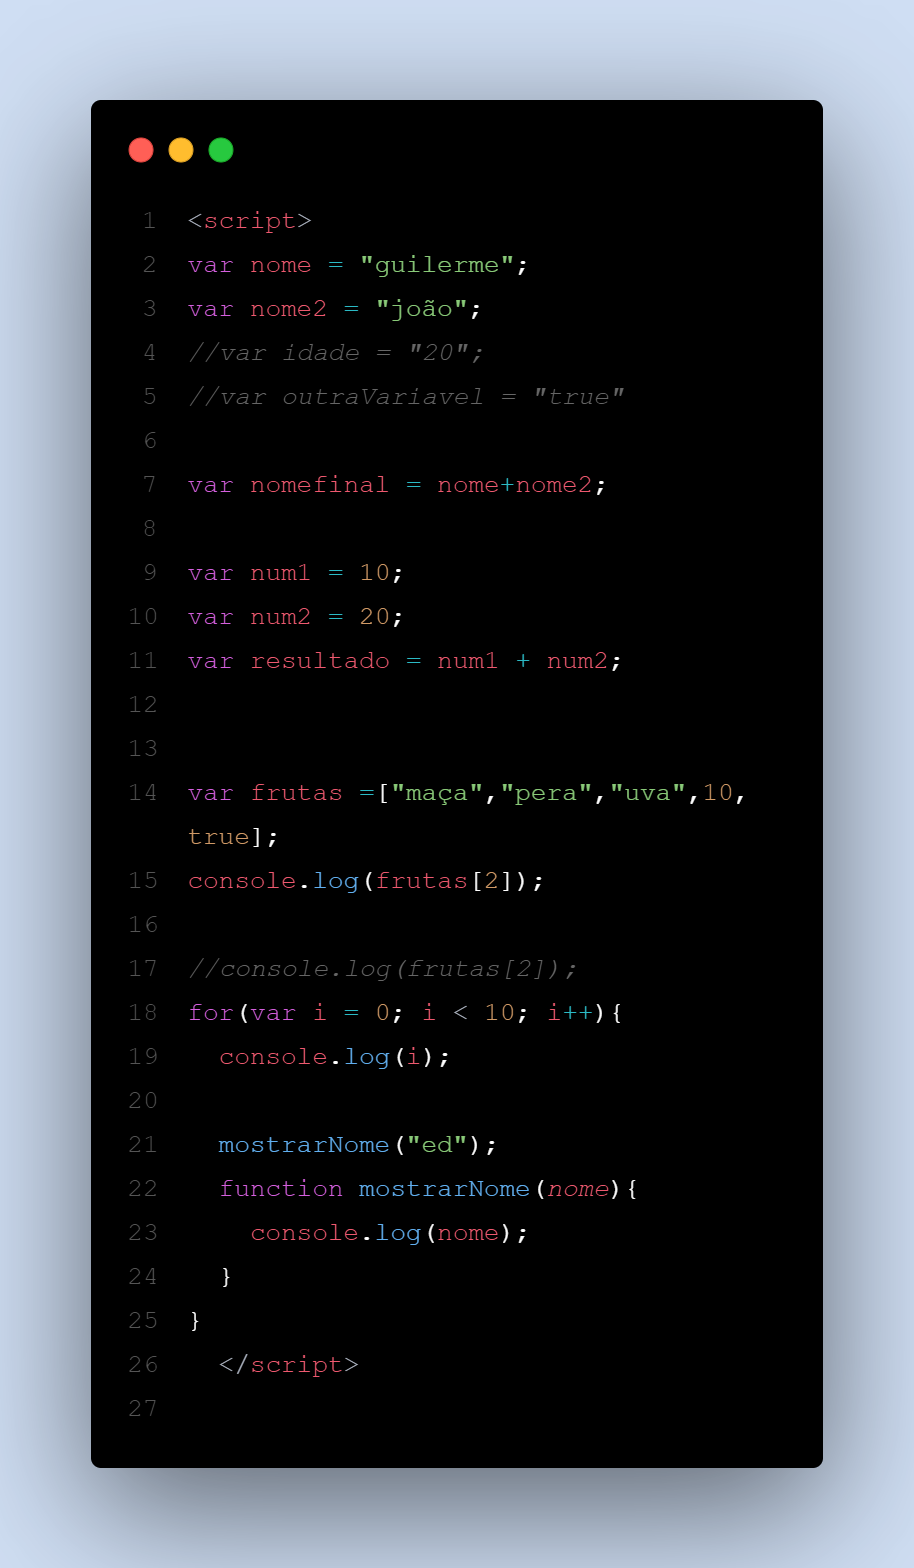 1 <script>
2 var nome = "guilerme";
3 var nome2 = "joão";
4 //var idade = "20";
5 //var outraVariavel = "true"
6
7 var nomefinal = nome+nome2;
8
9 var num1 = 10;
10 var num2 = 20;
11 var resultado = num1 + num2;
12
13
14 var frutas =["maça","pera","uva",10,
true];
15 console.log(frutas[2]);
16
17 //console.log(frutas[2]);
18 for(var i = 0; i < 10; i++){
19   console.log(i);
20
21   mostrarNome("ed");
22   function mostrarNome(nome){
23     console.log(nome);
24   }
25 }
26   </script>
27